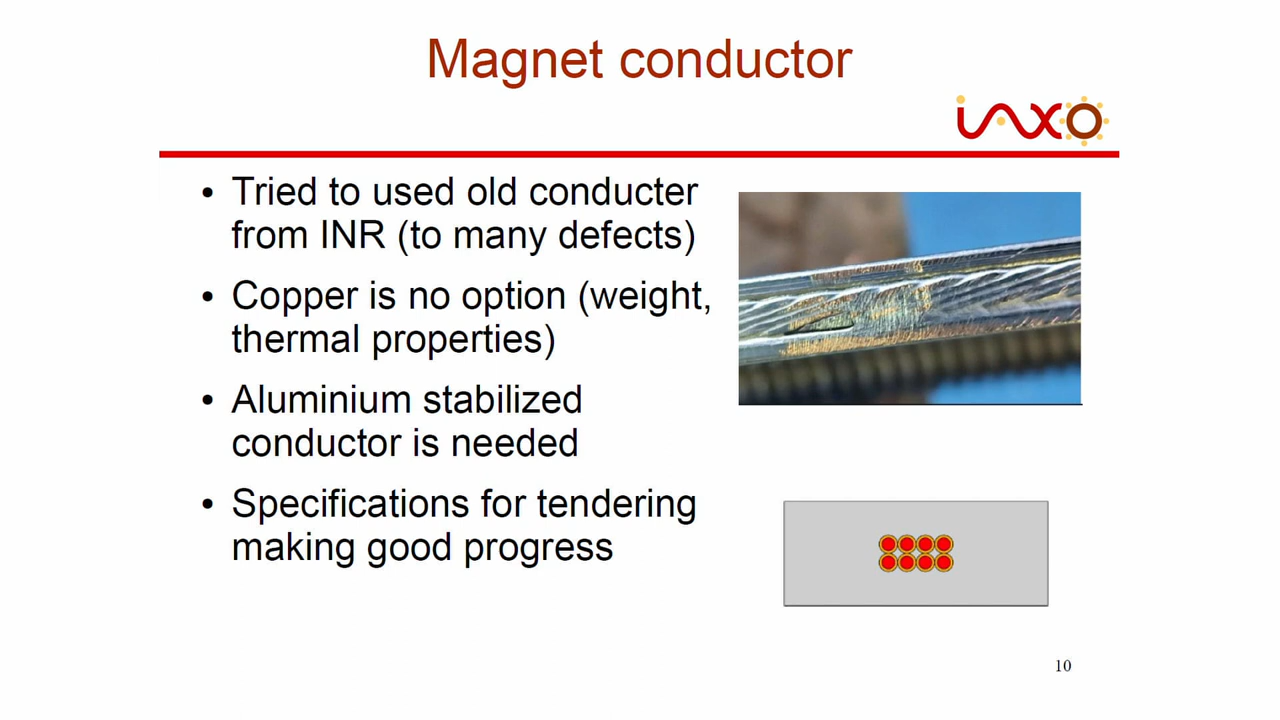 Magnet conductor
iAXO
• Tried to used old conducter
from INR (to many defects)
• Copper is no option (weight,
thermal properties)
• Aluminium stabilized
conductor is needed
• Specifications for tendering
making good progress
10